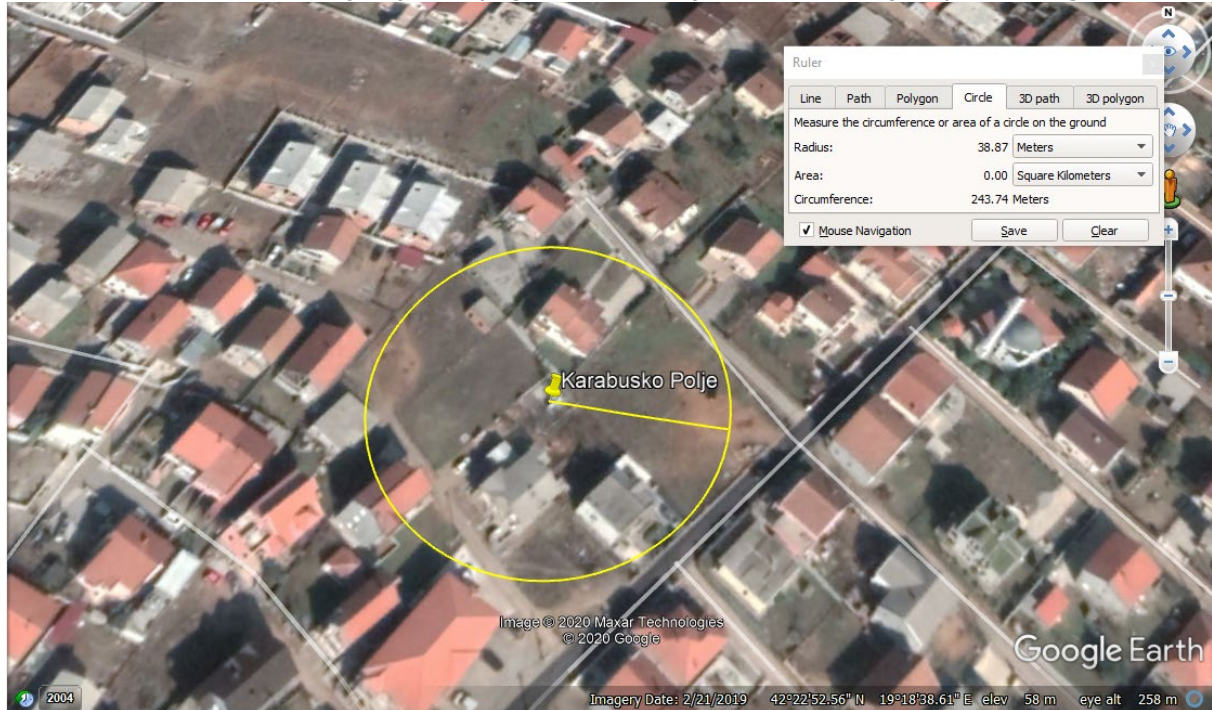 N
Ruler
Line Path Polygon Circle 3D path 3D polygon
Measure the circumference or area of a circle on the ground
Radius: 38.87 Meters
Area: 0.00 Square Kilometers
Circumference: 243.74 Meters
Mouse Navigation Save Clear
Karabusko Polje
Image © 2020 Maxar Technologies
© 2020 Google
Google Earth
2004 Imagery Date: 2/21/2019 42°22'52.56" N 19°18'38.61" E elev 58 m eye alt 258 m